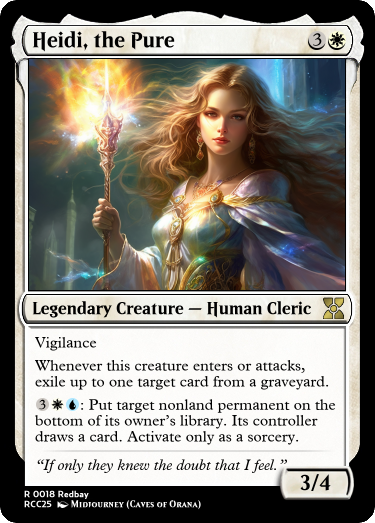 Heidi, the Pure 3
Legendary Creature — Human Cleric
Vigilance
Whenever this creature enters or attacks,
exile up to one target card from a graveyard.
3: Put target nonland permanent on the
bottom of its owner's library. Its controller
draws a card. Activate only as a sorcery.
“If only they knew the doubt that I feel.”
3/4
R 0018 Redbay
RCC25 Midjourney (Caves of Orana)